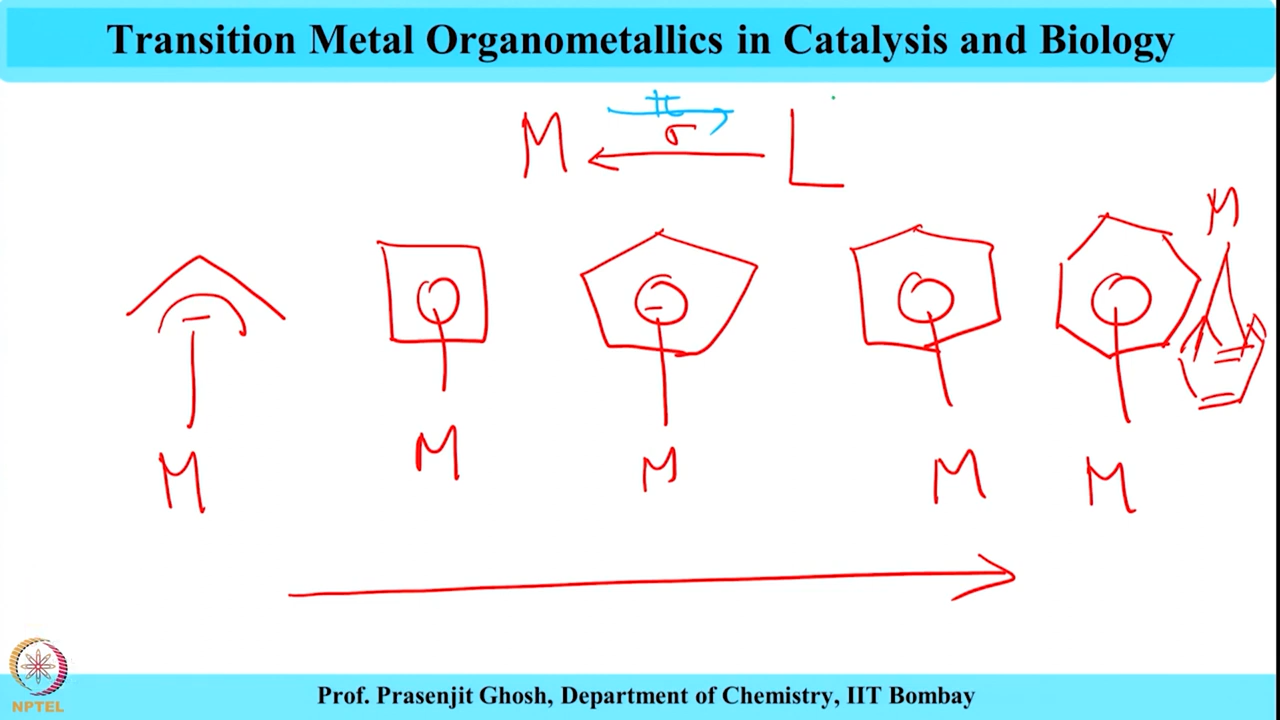 Transition Metal Organometallics in Catalysis and Biology
π
M σ L
M
M M M M M
NPTEL
Prof. Prasenjit Ghosh, Department of Chemistry, IIT Bombay